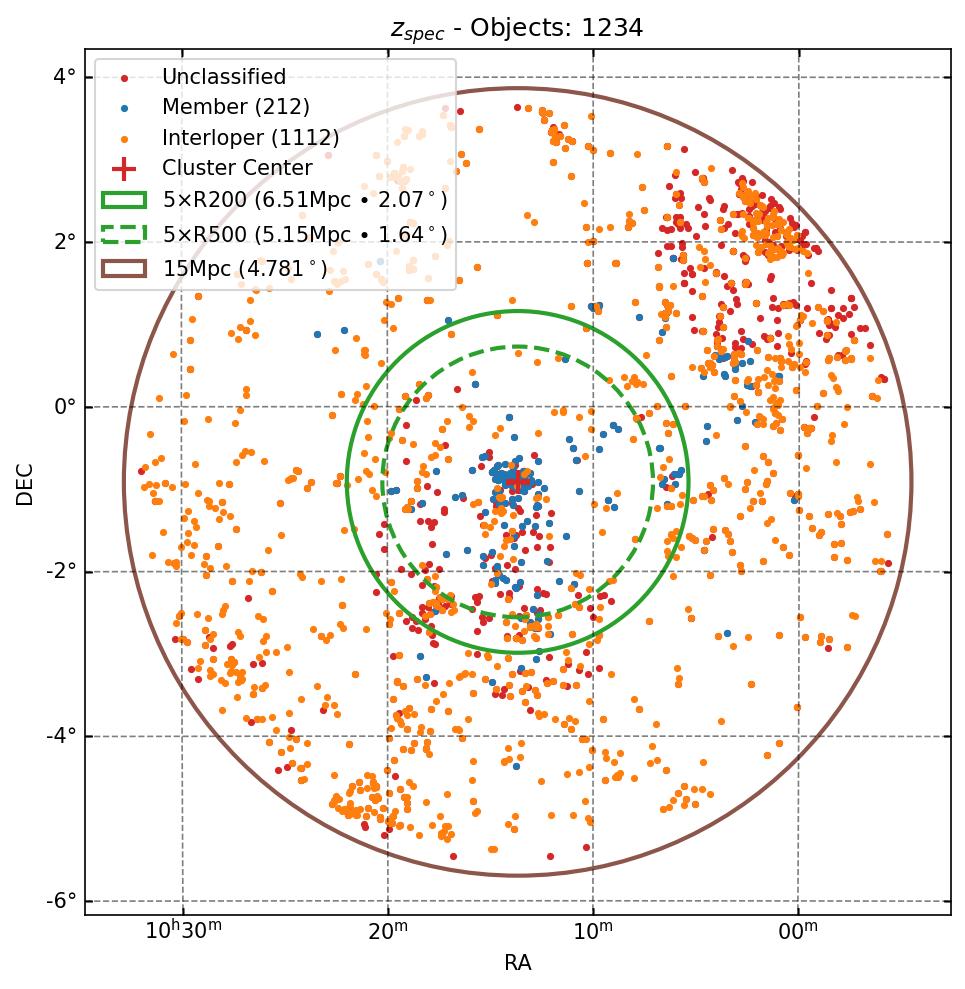 z_spec - Objects: 1234
4°
2°
0°
-2°
-4°
-6°
DEC
Unclassified
Member (212)
Interloper (1112)
Cluster Center
5×R200 (6.51Mpc • 2.07°)
5×R500 (5.15Mpc • 1.64°)
15Mpc (4.781°)
10ʰ30ᵐ
20ᵐ
10ᵐ
00ᵐ
RA